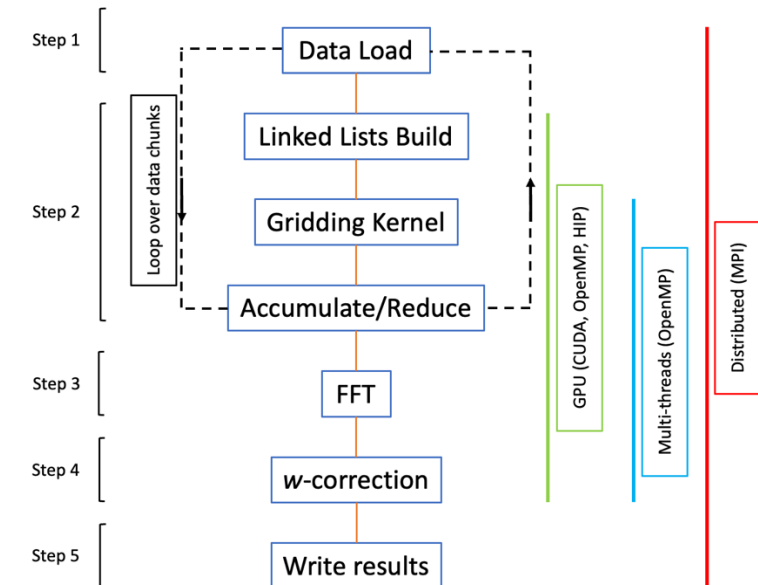 Step 1
Data Load
Loop over data chunks
Step 2
Linked Lists Build
Gridding Kernel
Accumulate/Reduce
Step 3
FFT
Step 4
w-correction
Step 5
Write results
GPU (CUDA, OpenMP, HIP)
Multi-threads (OpenMP)
Distributed (MPI)